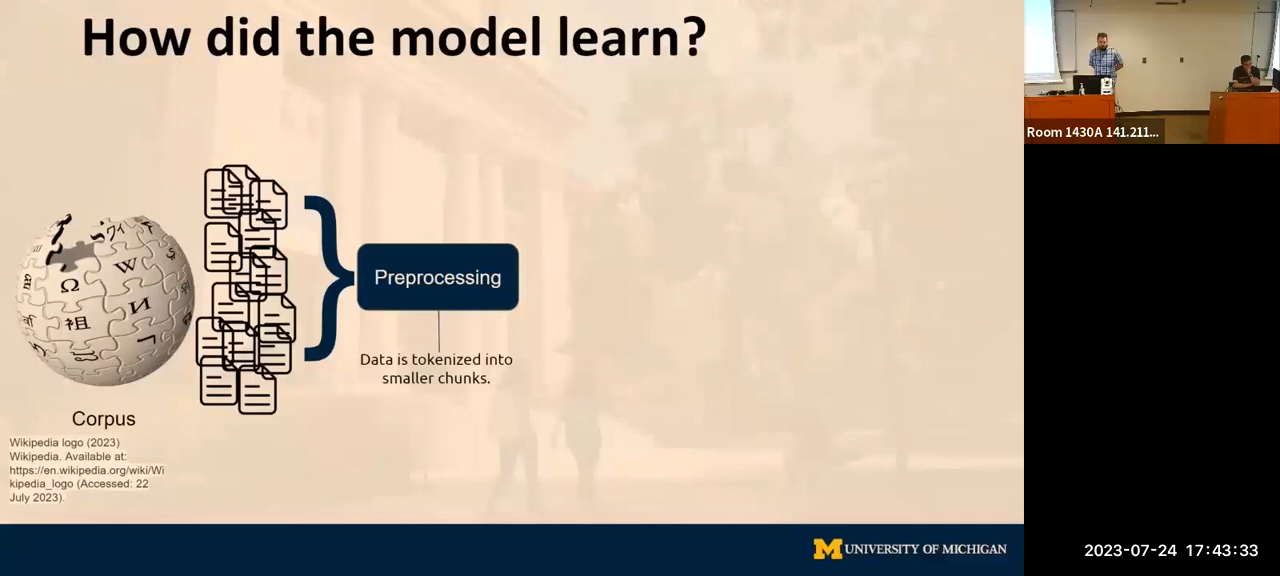 How did the model learn?
Room 1430A 141.211...
Preprocessing
Data is tokenized into
smaller chunks.
Corpus
Wikipedia logo (2023)
Wikipedia. Available at:
https://en.wikipedia.org/wiki/Wi
kipedia_logo (Accessed: 22
July 2023).
M UNIVERSITY OF MICHIGAN
2023-07-24 17:43:33